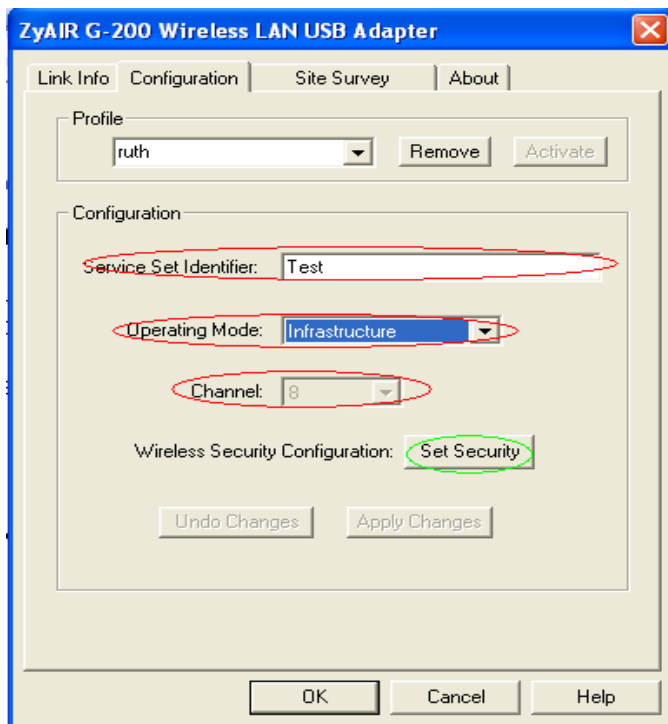 ZyAIR G-200 Wireless LAN USB Adapter
Link Info Configuration Site Survey About
Profile
ruth Remove Activate
Configuration
Service Set Identifier: Test
Operating Mode: Infrastructure
Channel: 8
Wireless Security Configuration: Set Security
Undo Changes Apply Changes
OK Cancel Help